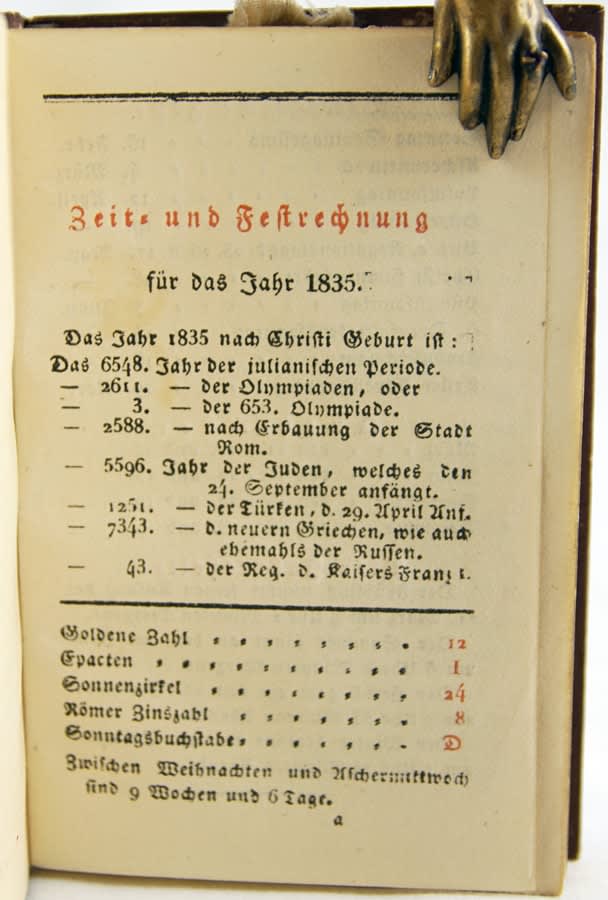 Zeit- und Festrechnung
für das Jahr 1835.
Das Jahr 1835 nach Christi Geburt ist:
Das 6548. Jahr der julianischen Periode.
— 2611. — der Olympiaden, oder
— 3. — der 653. Olympiade.
— 2588. — nach Erbauung der Stadt
Rom.
— 5596. Jahr der Juden, welches den
24. September anfängt.
— 1251. — der Türken, d. 29. April Anf.
— 7343. — d. neuern Griechen, wie auch
ehemahls der Russen.
— 43. — der Reg. d. Kaisers Franz I.
Goldene Zahl 12
Epacten I
Sonnenzirkel 24
Römer Zinszahl 8
Sonntagsbuchstabe D
Zwischen Weihnachten und Aschermittwoch
sind 9 Wochen und 6 Tage.
a